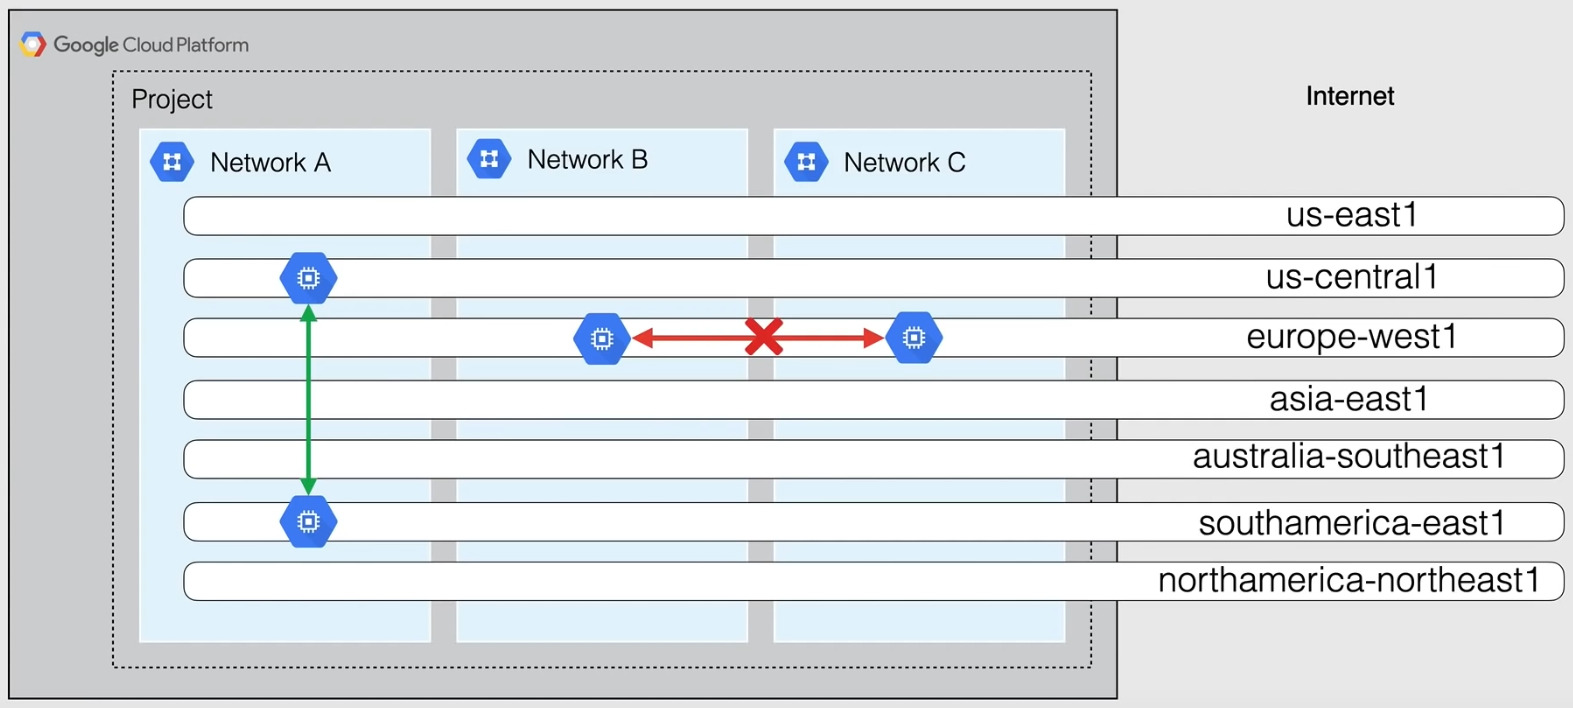 Google Cloud Platform
Internet
Project
Network A
Network B
Network C
us-east1
us-central1
europe-west1
asia-east1
australia-southeast1
southamerica-east1
northamerica-northeast1